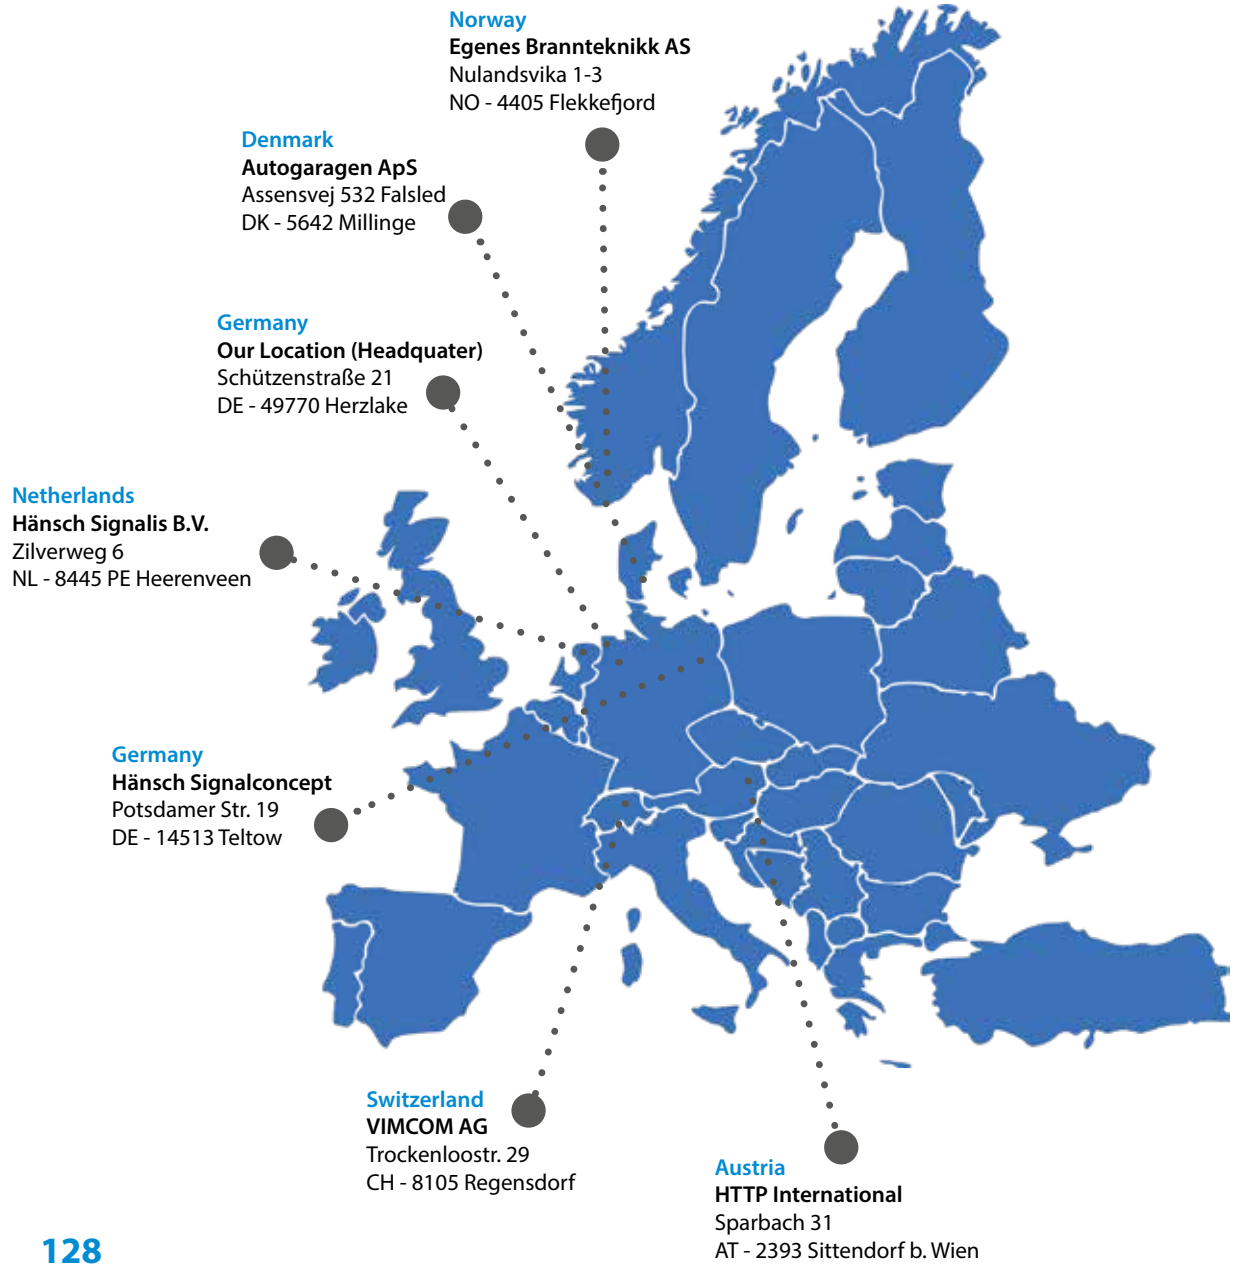 Norway
Egenes Brannteknikk AS
Nulandsvika 1-3
NO - 4405 Flekkefjord
Denmark
Autogaragen ApS
Assensvej 532 Falsled
DK - 5642 Millinge
Germany
Our Location (Headquater)
Schützenstraße 21
DE - 49770 Herzlake
Netherlands
Hänsch Signalis B.V.
Zilverweg 6
NL - 8445 PE Heerenveen
Germany
Hänsch Signalconcept
Potsdamer Str. 19
DE - 14513 Teltow
Switzerland
VIMCOM AG
Trockenloostr. 29
CH - 8105 Regensdorf
Austria
HTTP International
Sparbach 31
AT - 2393 Sittendorf b. Wien
128